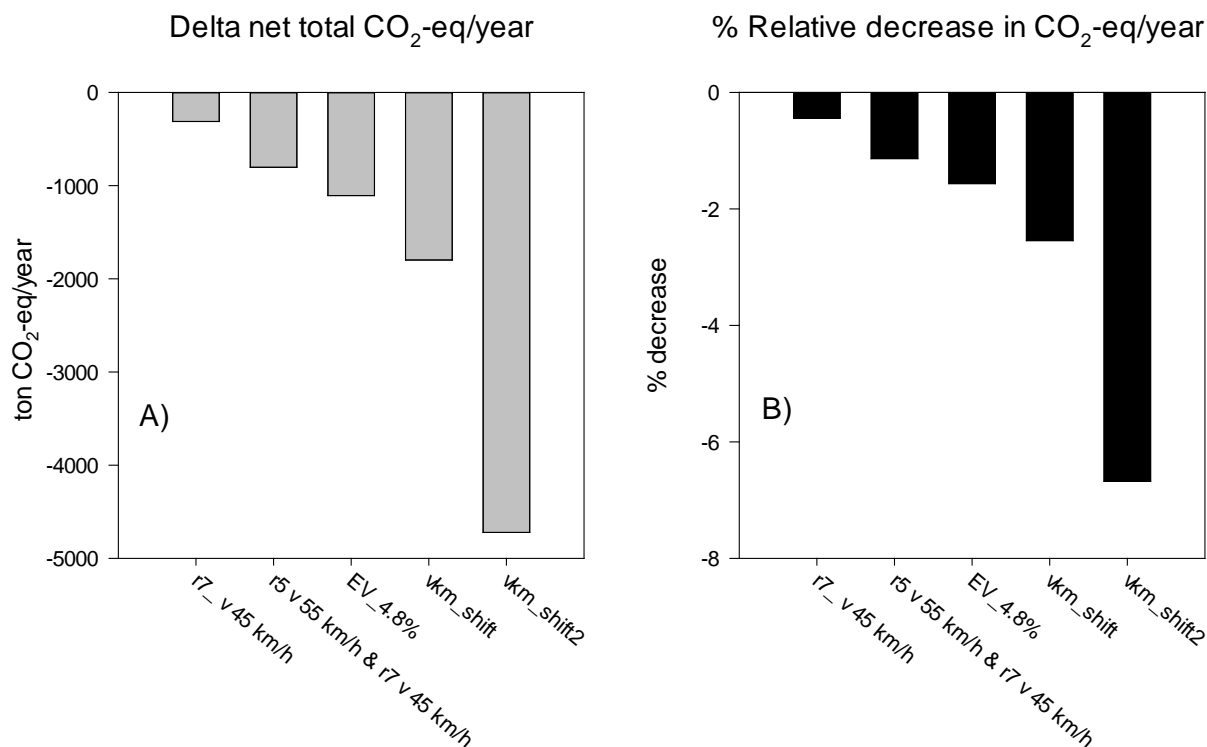 Delta net total CO₂-eq/year
0
-1000
-2000
-3000
-4000
-5000
ton CO₂-eq/year
A)
r7_ v 45 km/h
r5 v 55 km/h & r7 v 45 km/h
EV_4.8%
vkm_shift
vkm_shift2
% Relative decrease in CO₂-eq/year
0
-2
-4
-6
-8
% decrease
B)
r7_ v 45 km/h
r5 v 55 km/h & r7 v 45 km/h
EV_4.8%
vkm_shift
vkm_shift2